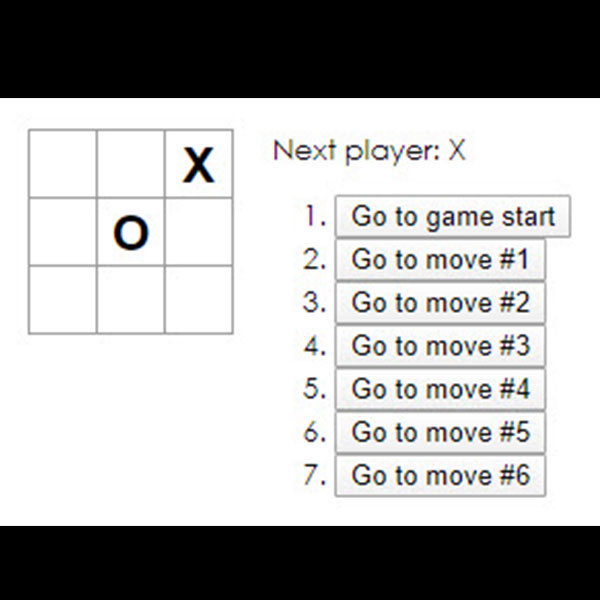 X
O
Next player: X
1. Go to game start
2. Go to move #1
3. Go to move #2
4. Go to move #3
5. Go to move #4
6. Go to move #5
7. Go to move #6